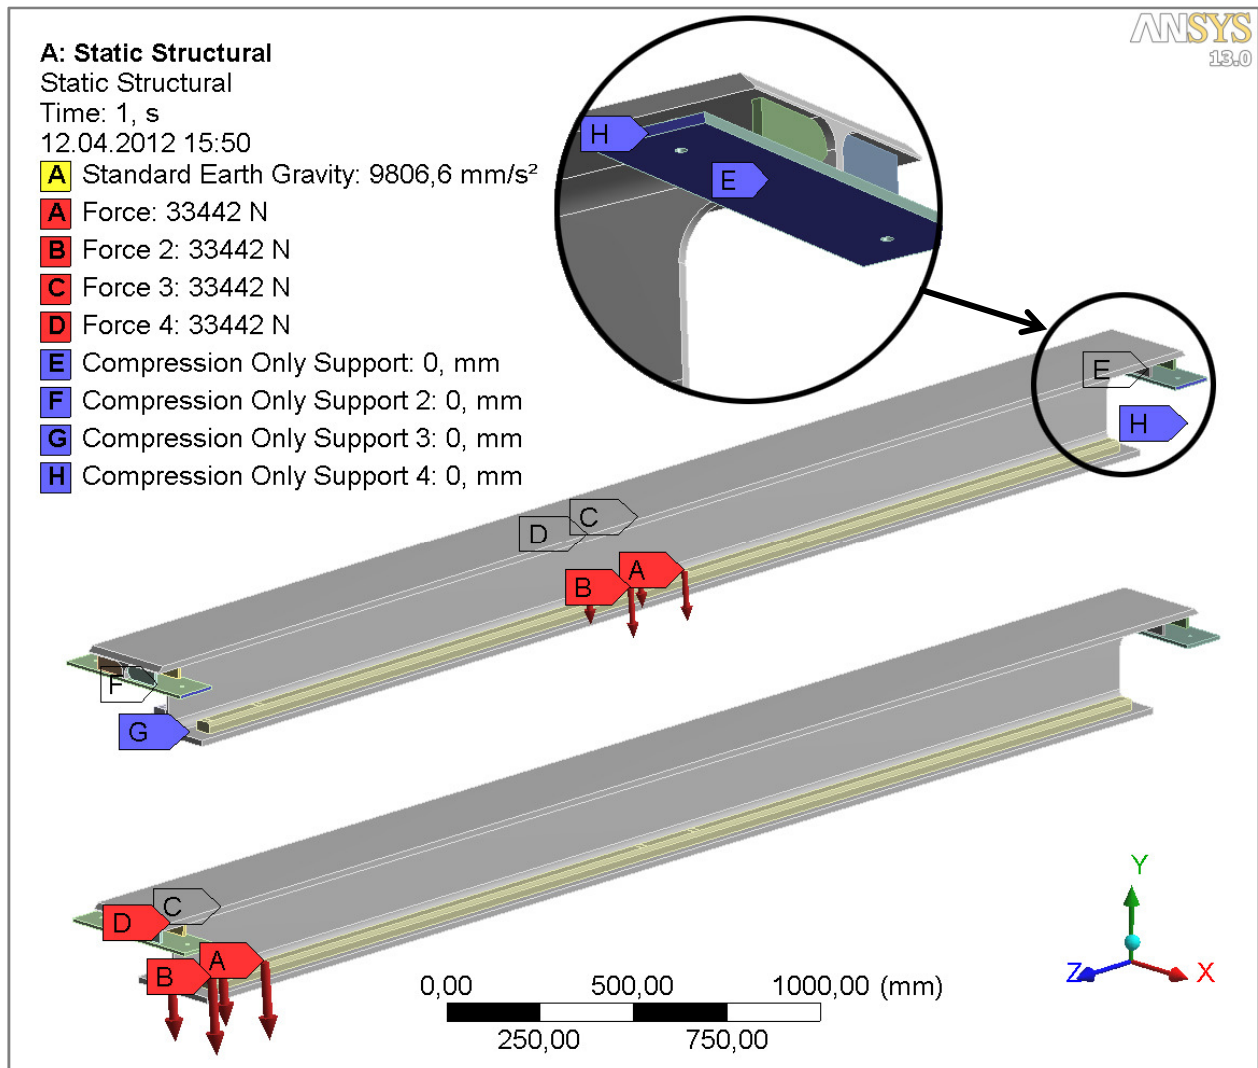 ANSYS
13.0
A: Static Structural
Static Structural
Time: 1, s
12.04.2012 15:50
A Standard Earth Gravity: 9806,6 mm/s²
A Force: 33442 N
B Force 2: 33442 N
C Force 3: 33442 N
D Force 4: 33442 N
E Compression Only Support: 0, mm
F Compression Only Support 2: 0, mm
G Compression Only Support 3: 0, mm
H Compression Only Support 4: 0, mm
H
E
E
H
C
D
A
B
F
G
C
D
A
B
0,00 500,00 1000,00 (mm)
250,00 750,00
Y
Z X